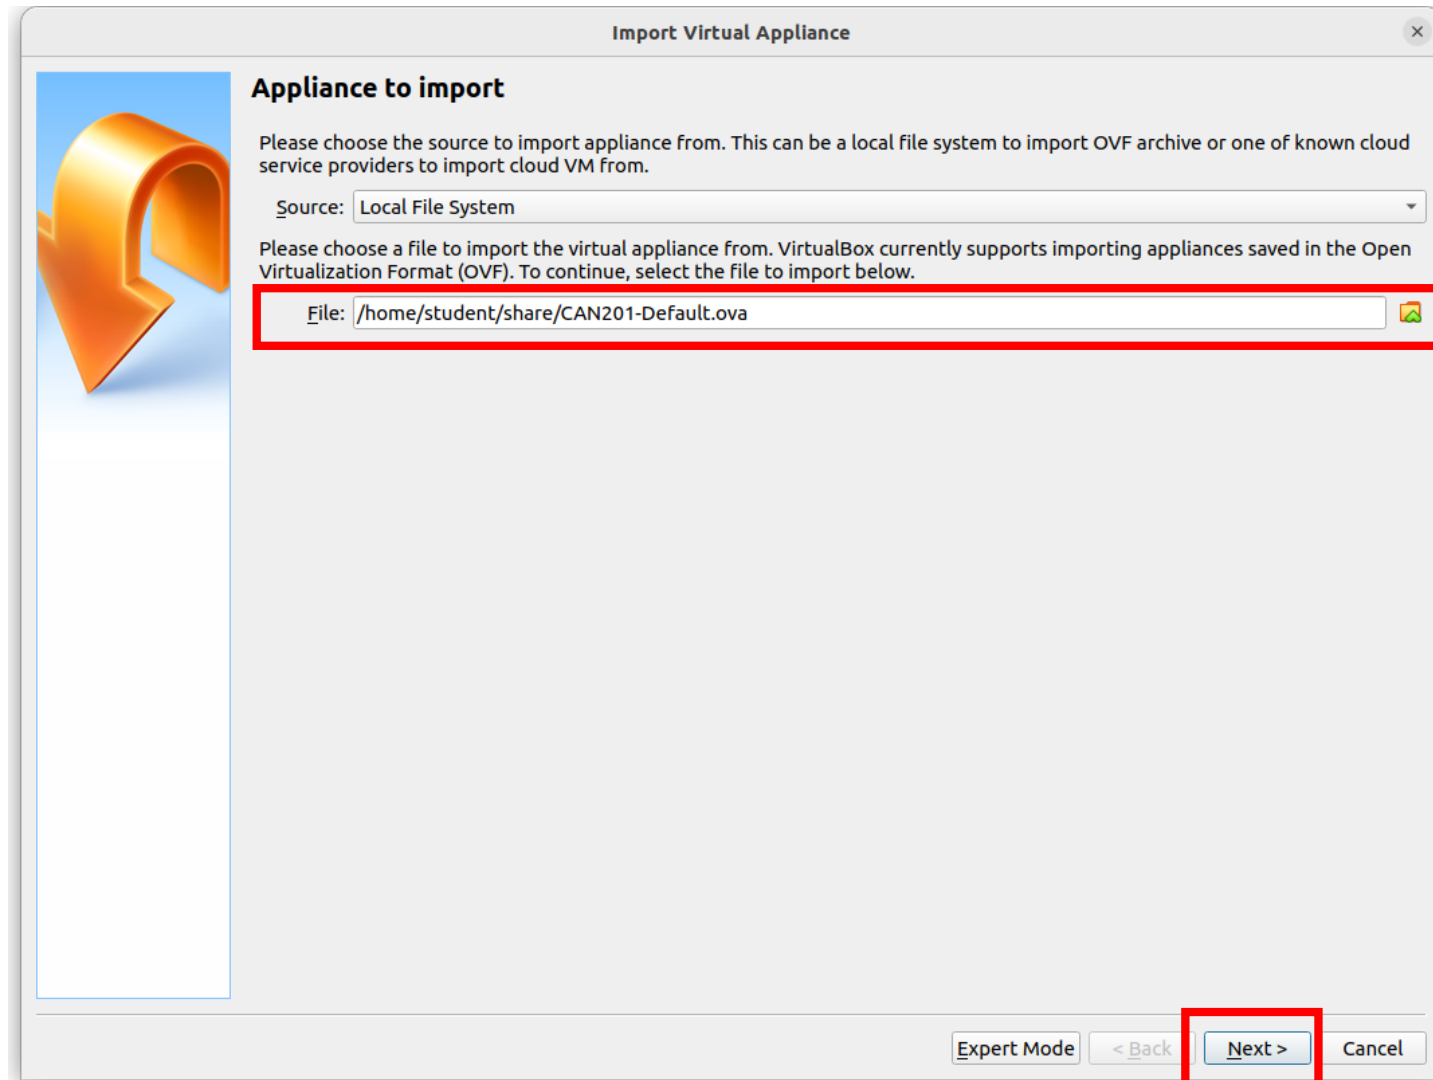 Import Virtual Appliance
Appliance to import
Please choose the source to import appliance from. This can be a local file system to import OVF archive or one of known cloud
service providers to import cloud VM from.
Source: Local File System
Please choose a file to import the virtual appliance from. VirtualBox currently supports importing appliances saved in the Open
Virtualization Format (OVF). To continue, select the file to import below.
File: /home/student/share/CAN201-Default.ova
Expert Mode < Back Next > Cancel